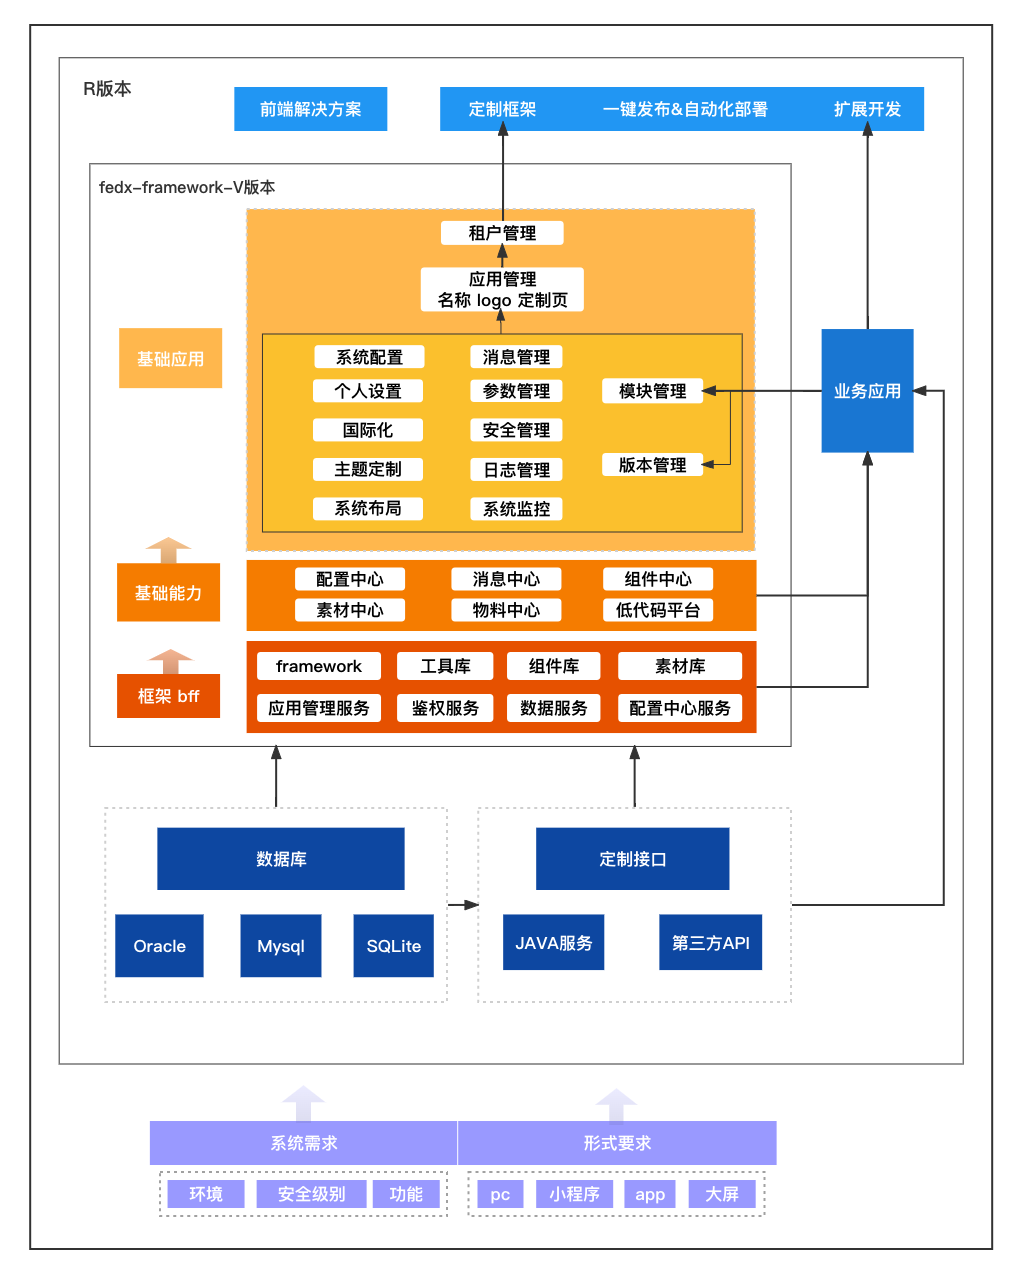 R版本
前端解决方案
定制框架
一键发布&自动化部署
扩展开发
fedx-framework-V版本
租户管理
应用管理
名称 logo 定制页
基础应用
系统配置
消息管理
个人设置
参数管理
模块管理
业务应用
国际化
安全管理
主题定制
日志管理
版本管理
系统布局
系统监控
基础能力
配置中心
消息中心
组件中心
素材中心
物料中心
低代码平台
框架 bff
framework
工具库
组件库
素材库
应用管理服务
鉴权服务
数据服务
配置中心服务
数据库
定制接口
Oracle
Mysql
SQLite
JAVA服务
第三方API
系统需求
形式要求
环境
安全级别
功能
pc
小程序
app
大屏